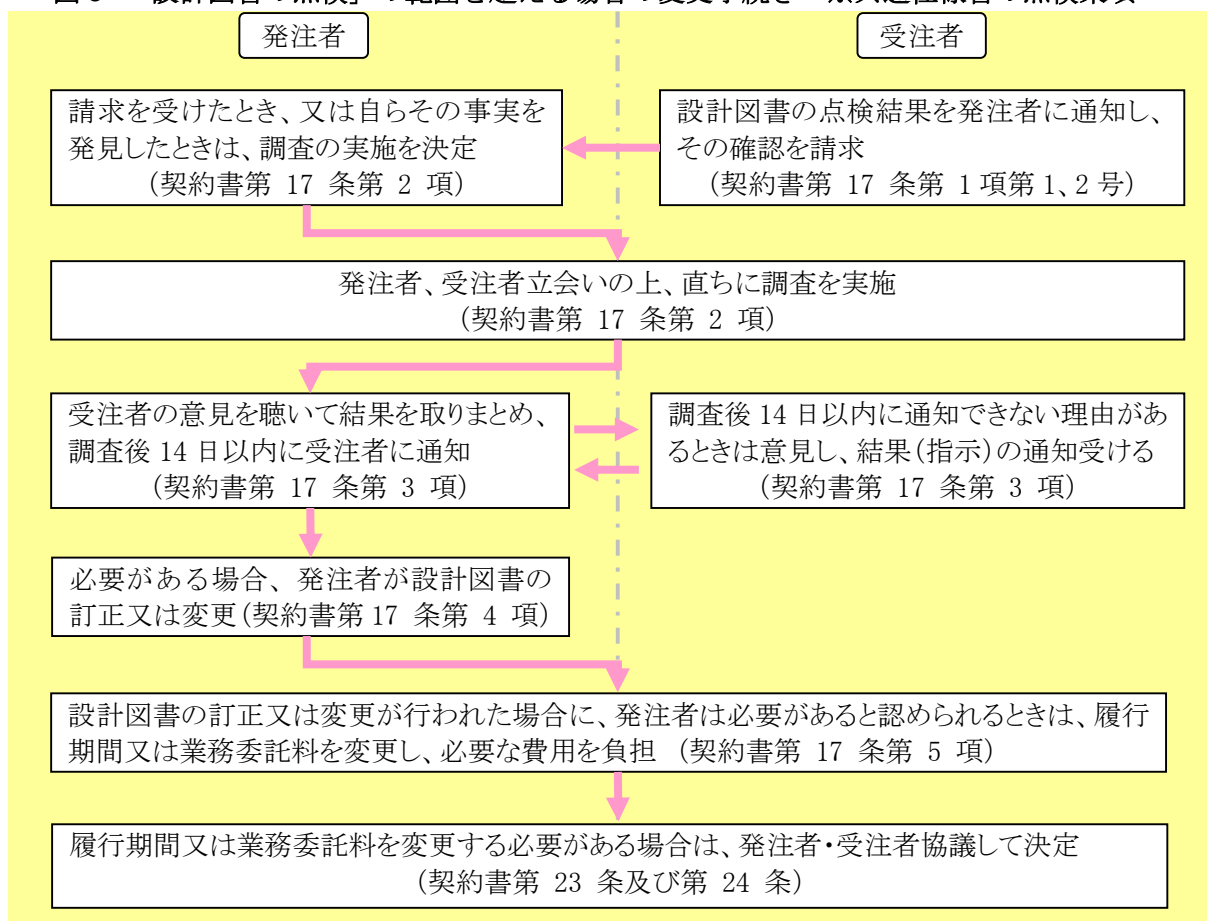 発注者
受注者
請求を受けたとき、又は自らその事実を
発見したときは、調査の実施を決定
(契約書第 17 条第 2 項)
設計図書の点検結果を発注者に通知し、
その確認を請求
(契約書第 17 条第 1項第1、2号)
発注者、受注者立会いの上、直ちに調査を実施
(契約書第 17 条第 2 項)
受注者の意見を聴いて結果を取りまとめ、
調査後 14 日以内に受注者に通知
(契約書第 17 条第 3 項)
調査後 14 日以内に通知できない理由があ
るときは意見し、結果(指示)の通知受ける
(契約書第 17 条第 3 項)
必要がある場合、発注者が設計図書の
訂正又は変更(契約書第17 条第 4 項)
設計図書の訂正又は変更が行われた場合に、発注者は必要があると認められるときは、履行
期間又は業務委託料を変更し、必要な費用を負担 (契約書第 17 条第 5 項)
履行期間又は業務委託料を変更する必要がある場合は、発注者・受注者協議して決定
(契約書第 23 条及び第 24 条)